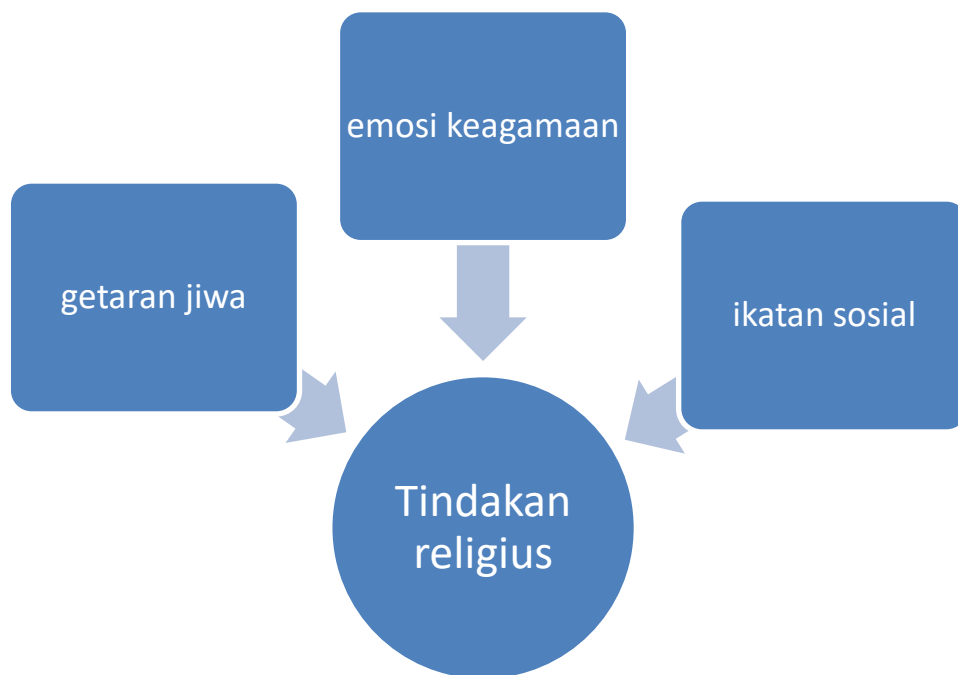 emosi keagamaan
getaran jiwa
ikatan sosial
Tindakan
religius